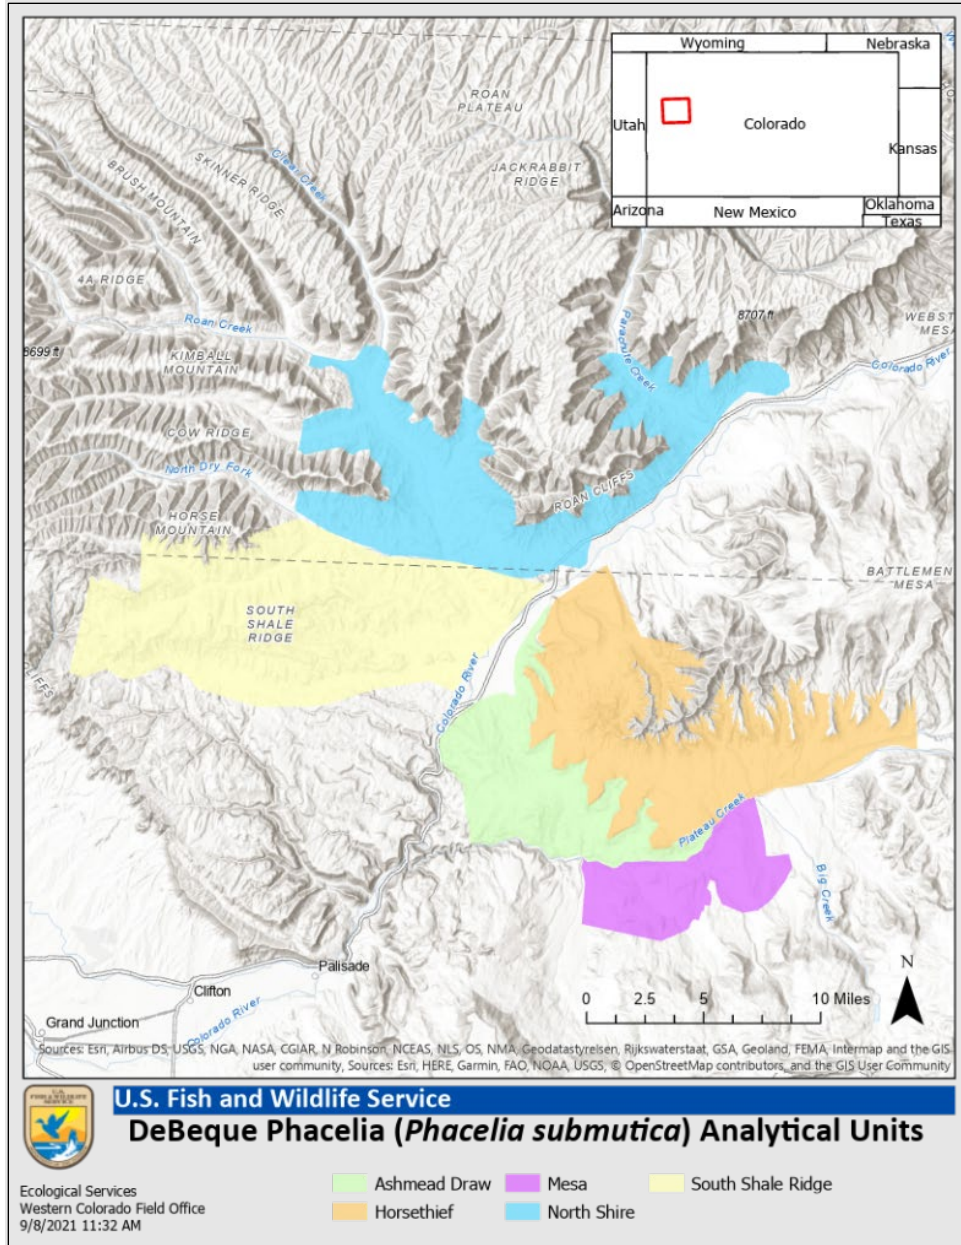 Wyoming
Nebraska
Utah
Colorado
Kansas
Arizona
New Mexico
Oklahoma
Texas
ROAN
PLATEAU
JACKRABBIT
RIDGE
Clear Creek
SKINNER RIDGE
BRUSH MOUNTAIN
4A RIDGE
Roan Creek
8699 ft
KIMBALL
MOUNTAIN
Parachute Creek
8707 ft
WEBST
MESA
Colorado River
COW RIDGE
North Dry Fork
ROAN CLIFFS
HORSE
MOUNTAIN
BATTLEMEN
MESA
SOUTH
SHALE
RIDGE
CLIFFS
Colorado River
Plateau Creek
Big Creek
Palisade
Clifton
Colorado River
Grand Junction
N
0 2.5 5 10 Miles
Sources: Esri, Airbus DS, USGS, NGA, NASA, CGIAR, N Robinson, NCEAS, NLS, OS, NMA, Geodatastyrelsen, Rijkswaterstaat, GSA, Geoland, FEMA, Intermap and the GIS
user community, Sources: Esri, HERE, Garmin, FAO, NOAA, USGS, © OpenStreetMap contributors, and the GIS User Community
U.S.
FISH AND WILDLIFE
SERVICE
U.S. Fish and Wildlife Service
DeBeque Phacelia (Phacelia submutica) Analytical Units
Ecological Services
Western Colorado Field Office
9/8/2021 11:32 AM
Ashmead Draw
Mesa
South Shale Ridge
Horsethief
North Shire